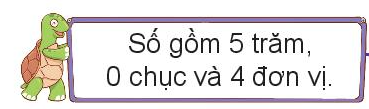 Số gồm 5 trăm,
0 chục và 4 đơn vị.